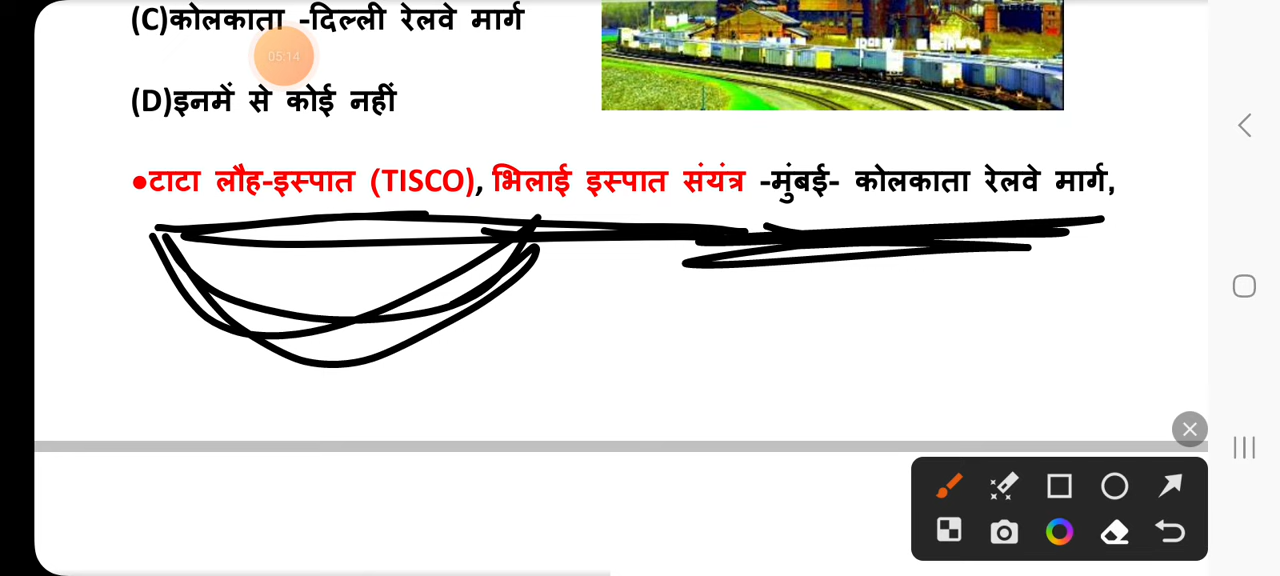 (C)कोलकाता -दिल्ली रेलवे मार्ग
05:14
(D)इनमें से कोई नहीं
●टाटा लौह-इस्पात (TISCO), भिलाई इस्पात संयंत्र -मुंबई- कोलकाता रेलवे मार्ग,